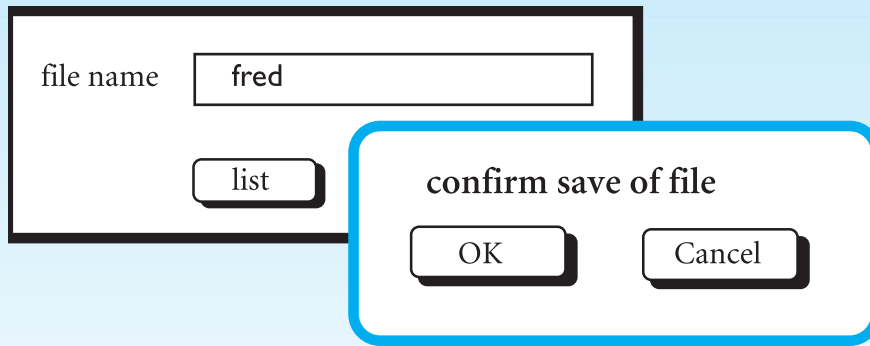 file name
fred
list
confirm save of file
OK
Cancel